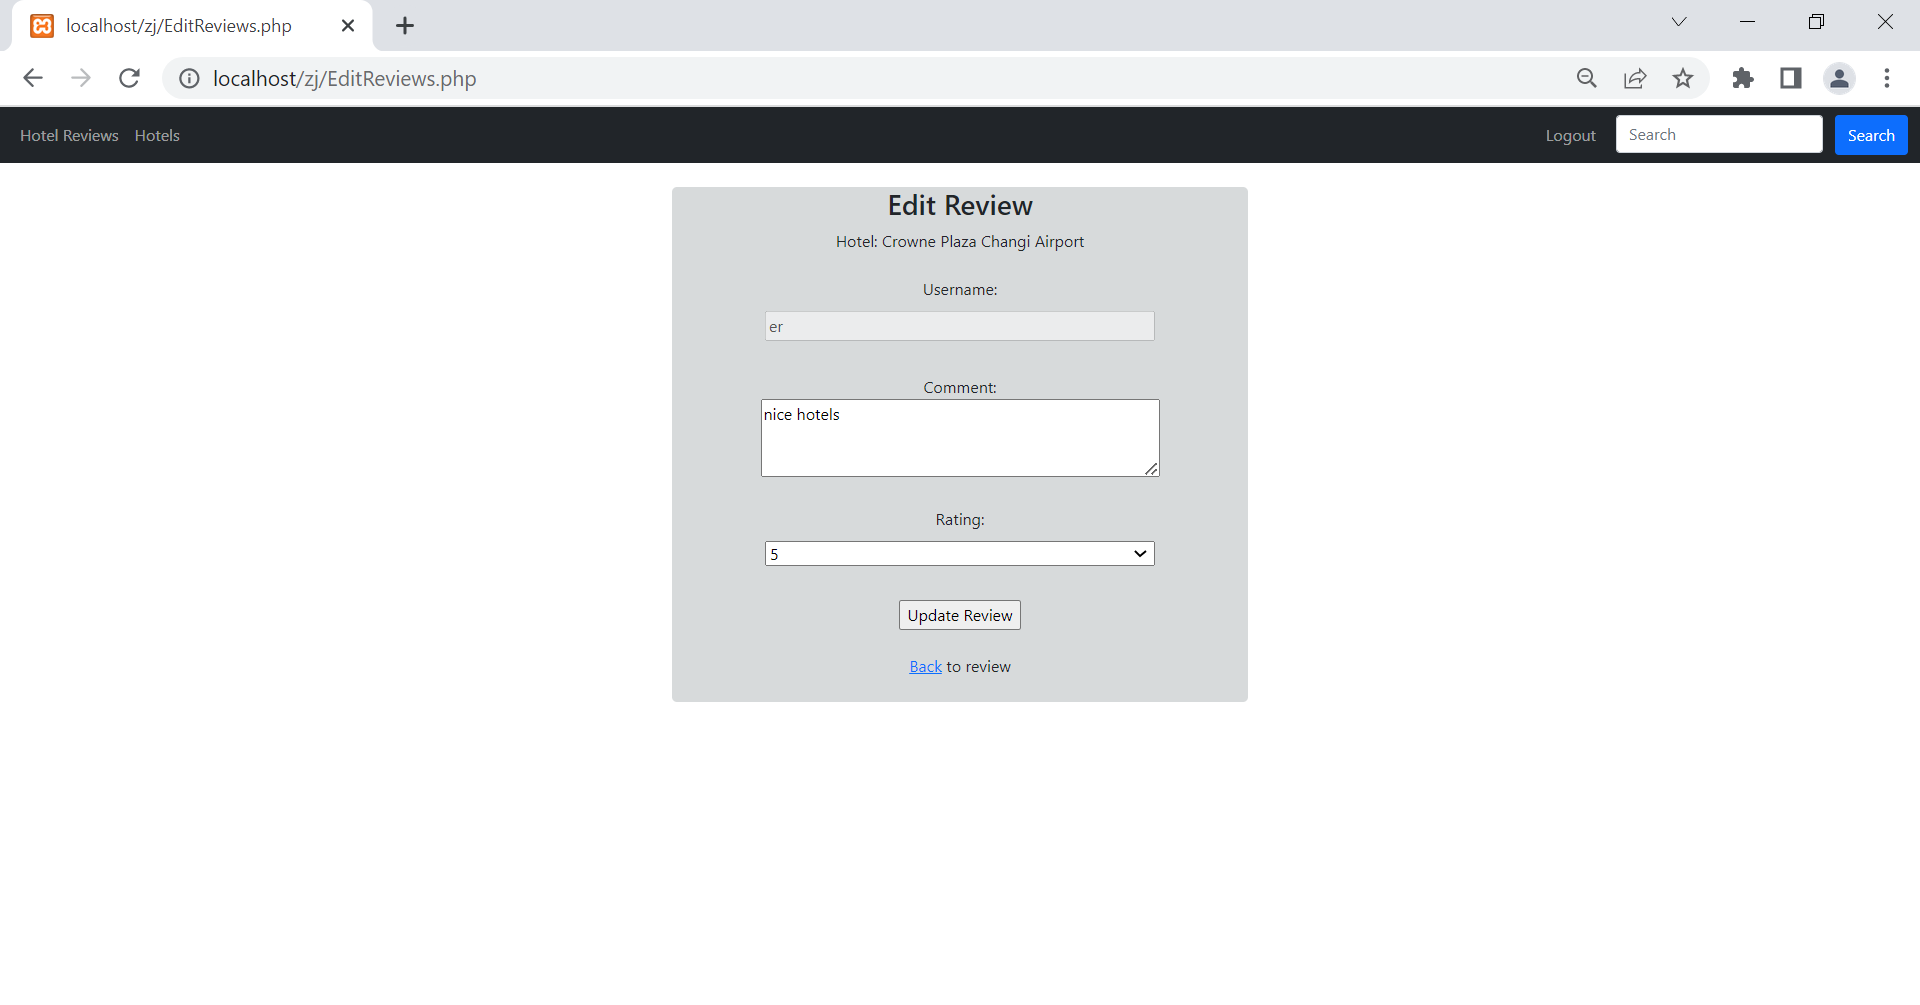 localhost/zj/EditReviews.php
localhost/zj/EditReviews.php
Hotel Reviews Hotels Logout Search Search
Edit Review
Hotel: Crowne Plaza Changi Airport
Username:
er
Comment:
nice hotels
Rating:
5
Update Review
Back to review